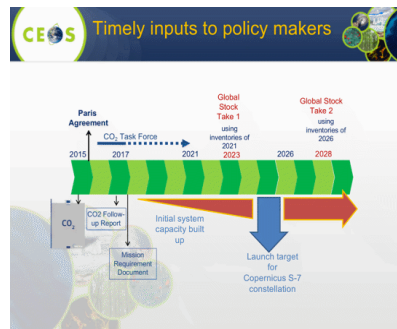 CEOS
Timely inputs to policy makers
Paris
Agreement
CO2 Task Force
Global
Stock
Take 1
using
inventories of
2021
2023
Global Stock
Take 2
using
inventories of
2026
2028
2015
2017
2021
2026
CO2
CO2 Follow-
up Report
Mission
Requirement
Document
Initial system
capacity built
up
Launch target
for
Copernicus S-7
constellation